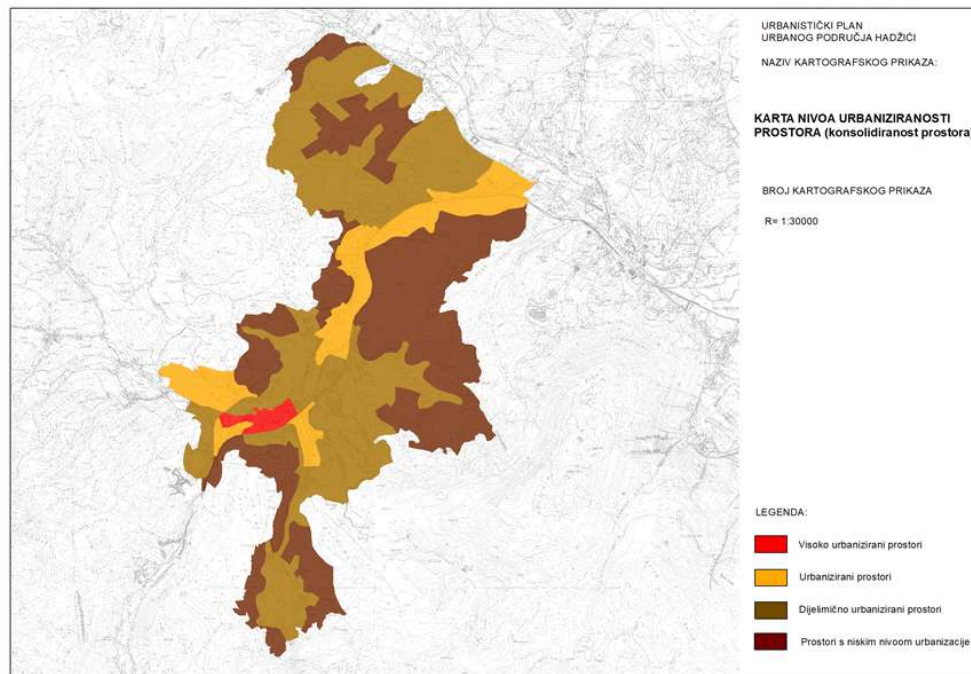 URBANISTIČKI PLAN
URBANOG PODRUČJA HADŽIĆI
NAZIV KARTOGRAFSKOG PRIKAZA:
KARTA NIVOA URBANIZIRANOSTI
PROSTORA (konsolidiranost prostora)
BROJ KARTOGRAFSKOG PRIKAZA
R= 1:30000
LEGENDA:
Visoko urbanizirani prostori
Urbanizirani prostori
Dijelimično urbanizirani prostori
Prostori s niskim nivoom urbanizacije